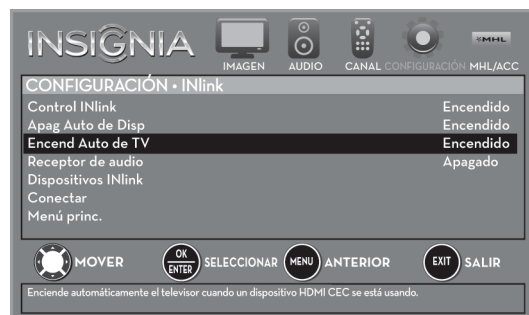 INSIGNIA
IMAGEN AUDIO CANAL CONFIGURACIÓN MHL MHL/ACC
CONFIGURACIÓN • INlink
Control INlink Encendido
Apag Auto de Disp Encendido
Encend Auto de TV Encendido
Receptor de audio Apagado
Dispositivos INlink
Conectar
Menú princ.
MOVER OK ENTER SELECCIONAR MENU ANTERIOR EXIT SALIR
Enciende automáticamente el televisor cuando un dispositivo HDMI CEC se está usando.